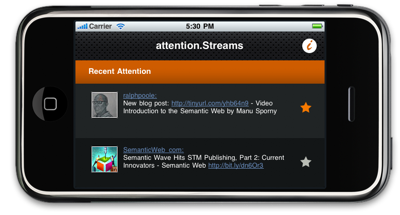 Carrier 5:30 PM
attention.Streams
i
Recent Attention
ralphpoole:
New blog post: http://tinyurl.com/yhb64n9 - Video
Introduction to the Semantic Web by Manu Sporny
SemanticWeb_com:
Semantic Wave Hits STM Publishing, Part 2: Current
Innovators - Semantic Web http://bit.ly/dn6Or3